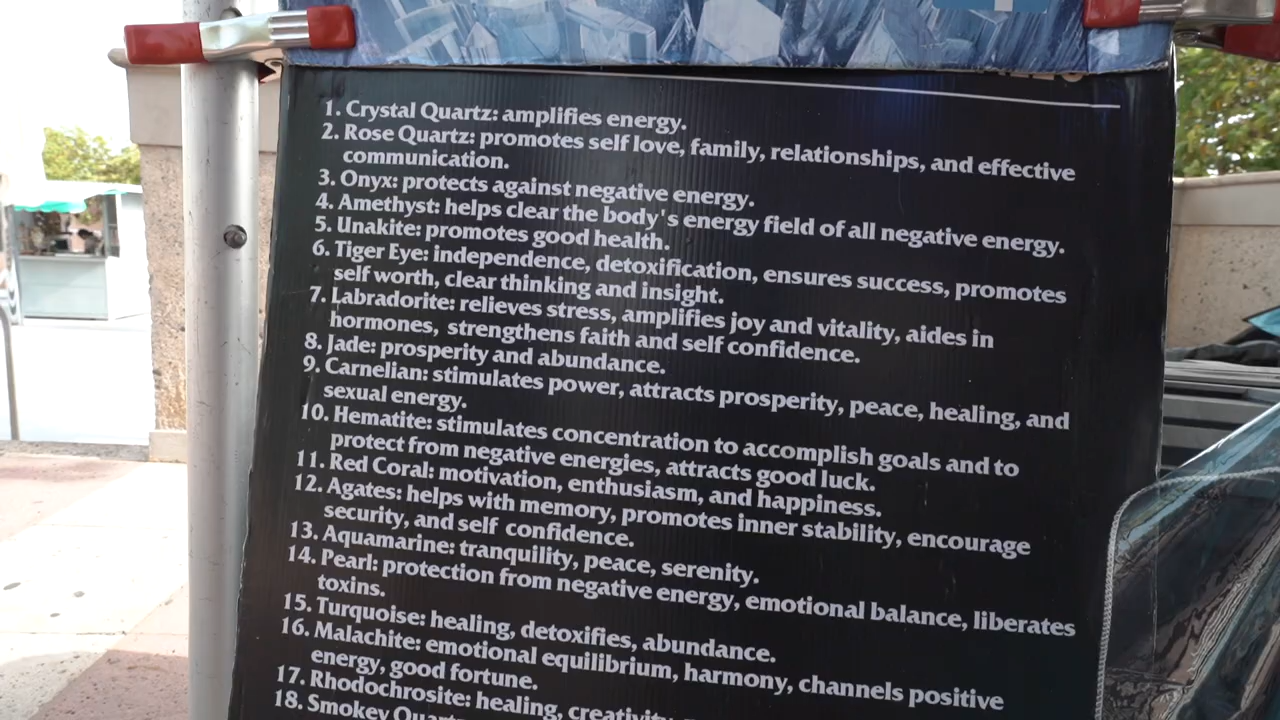 1. Crystal Quartz: amplifies energy.
2. Rose Quartz: promotes self love, family, relationships, and effective
communication.
3. Onyx: protects against negative energy.
4. Amethyst: helps clear the body's energy field of all negative energy.
5. Unakite: promotes good health.
6. Tiger Eye: independence, detoxification, ensures success, promotes
self worth, clear thinking and insight.
7. Labradorite: relieves stress, amplifies joy and vitality, aides in
hormones, strengthens faith and self confidence.
8. Jade: prosperity and abundance.
9. Carnelian: stimulates power, attracts prosperity, peace, healing, and
sexual energy.
10. Hematite: stimulates concentration to accomplish goals and to
protect from negative energies, attracts good luck.
11. Red Coral: motivation, enthusiasm, and happiness.
12. Agates: helps with memory, promotes inner stability, encourage
security, and self confidence.
13. Aquamarine: tranquility, peace, serenity.
14. Pearl: protection from negative energy, emotional balance, liberates
toxins.
15. Turquoise: healing, detoxifies, abundance.
16. Malachite: emotional equilibrium, harmony, channels positive
energy, good fortune.
17. Rhodochrosite: healing, creativity,
18. Smokey Quartz